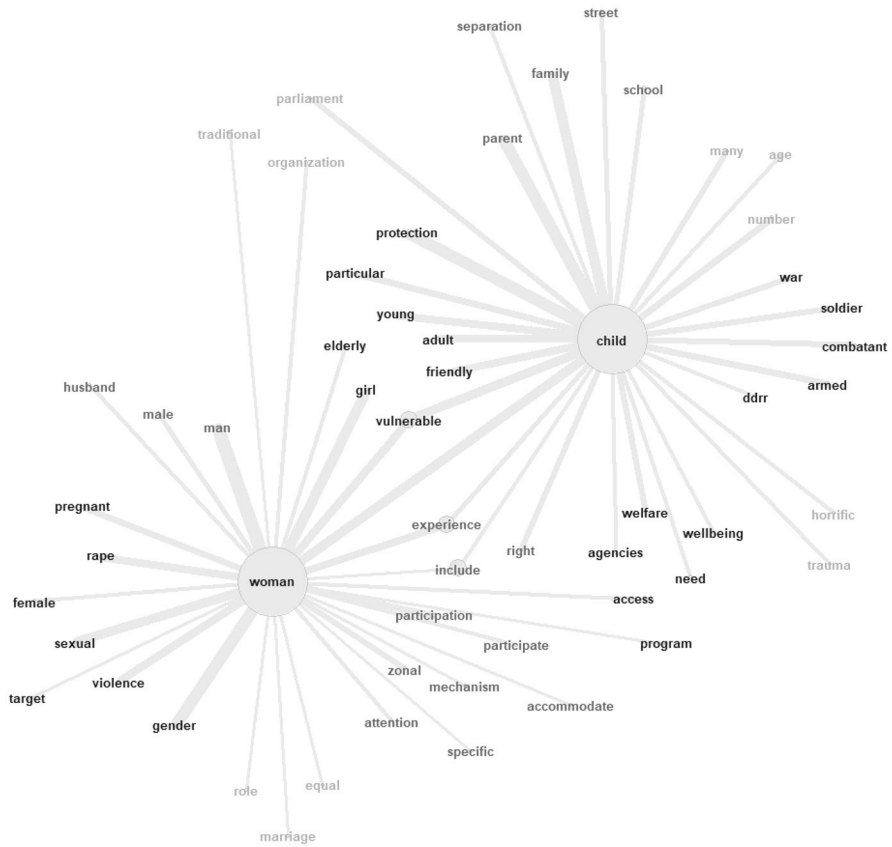 street
separation
family
school
parliament
traditional
parent
many
age
organization
number
protection
particular
war
young
soldier
adult
child
elderly
combatant
friendly
armed
girl
husband
ddrr
male
vulnerable
man
pregnant
welfare
horrific
experience
wellbeing
right
agencies
rape
trauma
include
need
woman
female
access
participation
sexual
participate
program
zonal
violence
mechanism
target
accommodate
attention
gender
specific
equal
role
marriage